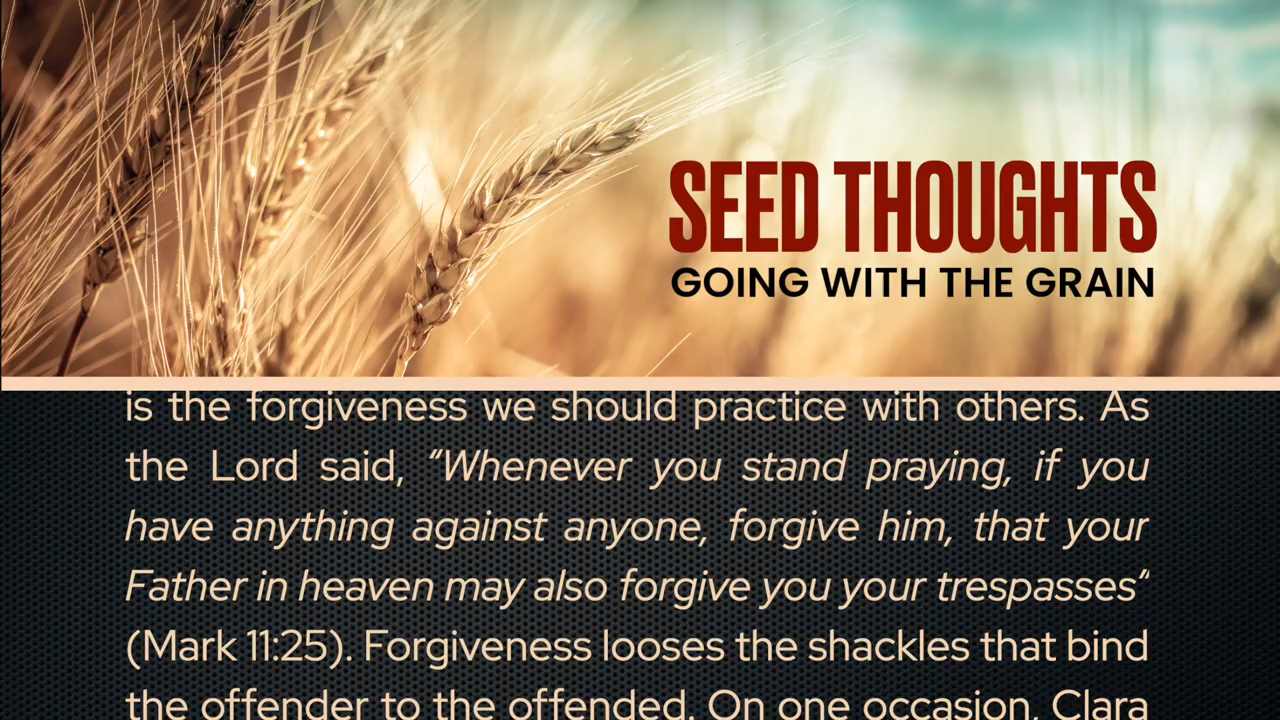 SEED THOUGHTS
GOING WITH THE GRAIN
is the forgiveness we should practice with others. As
the Lord said, “Whenever you stand praying, if you
have anything against anyone, forgive him, that your
Father in heaven may also forgive you your trespasses“
(Mark 11:25). Forgiveness looses the shackles that bind
the offender to the offended. On one occasion, Clara